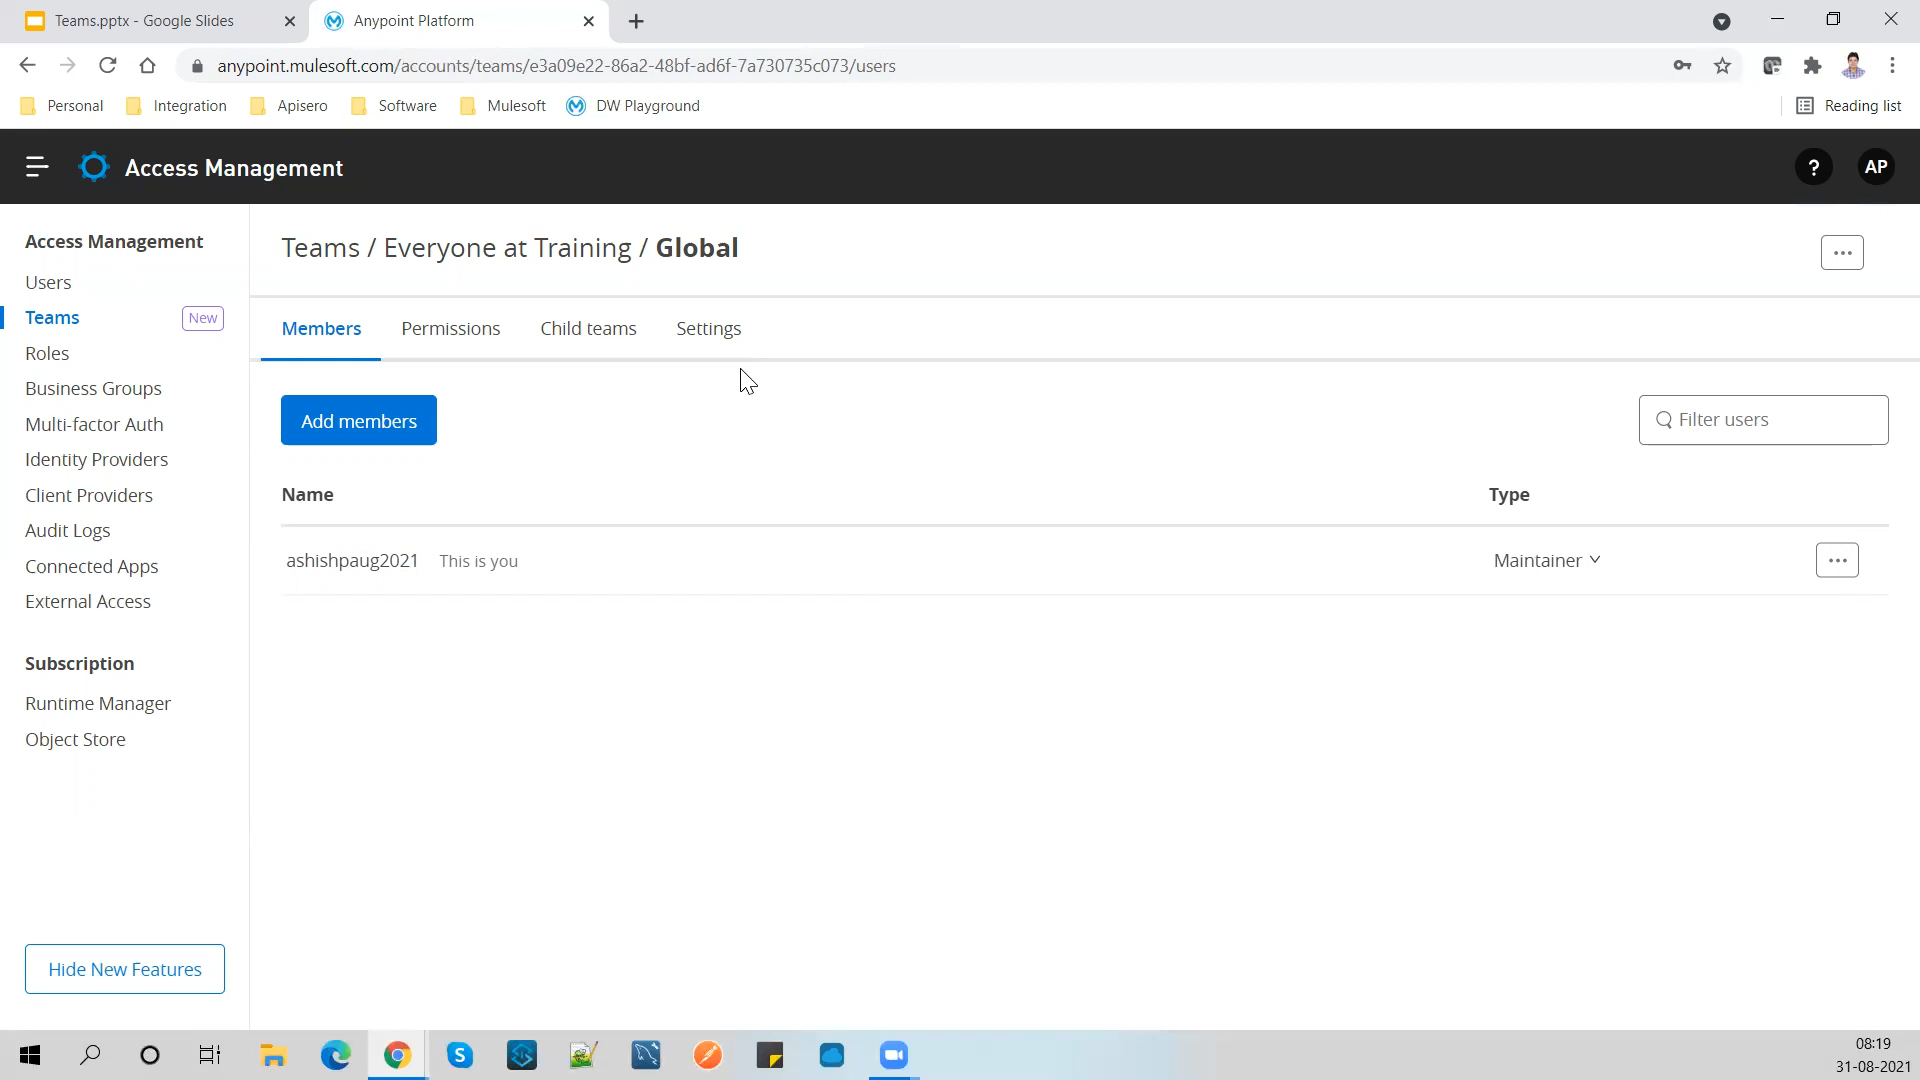 Teams.pptx - Google Slides
Anypoint Platform
anypoint.mulesoft.com/accounts/teams/e3a09e22-86a2-48bf-ad6f-7a730735c073/users
Personal
Integration
Apisero
Software
Mulesoft
DW Playground
Reading list
Access Management
?
AP
Access Management
Users
Teams
New
Roles
Business Groups
Multi-factor Auth
Identity Providers
Client Providers
Audit Logs
Connected Apps
External Access
Subscription
Runtime Manager
Object Store
Hide New Features
Teams / Everyone at Training / Global
Members
Permissions
Child teams
Settings
Add members
Filter users
Name
Type
ashishpaug2021 This is you
Maintainer
08:19
31-08-2021